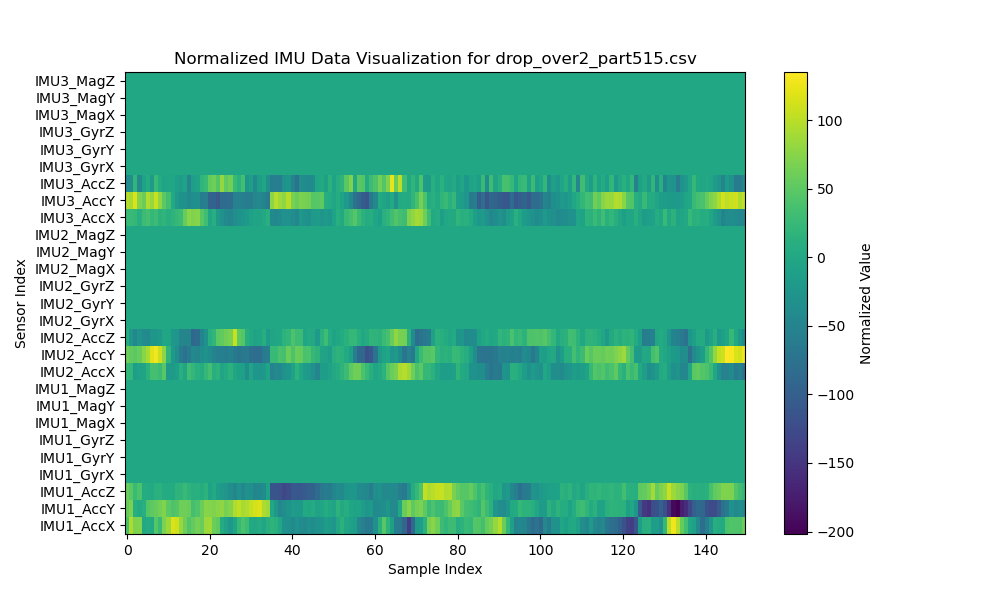 Normalized IMU Data Visualization for drop_over2_part515.csv
IMU3_MagZ
IMU3_MagY
IMU3_MagX
IMU3_GyrZ
IMU3_GyrY
IMU3_GyrX
IMU3_AccZ
IMU3_AccY
IMU3_AccX
IMU2_MagZ
IMU2_MagY
IMU2_MagX
IMU2_GyrZ
IMU2_GyrY
IMU2_GyrX
IMU2_AccZ
IMU2_AccY
IMU2_AccX
IMU1_MagZ
IMU1_MagY
IMU1_MagX
IMU1_GyrZ
IMU1_GyrY
IMU1_GyrX
IMU1_AccZ
IMU1_AccY
IMU1_AccX
Sensor Index
0 20 40 60 80 100 120 140
Sample Index
100
50
0
−50
−100
−150
−200
Normalized Value